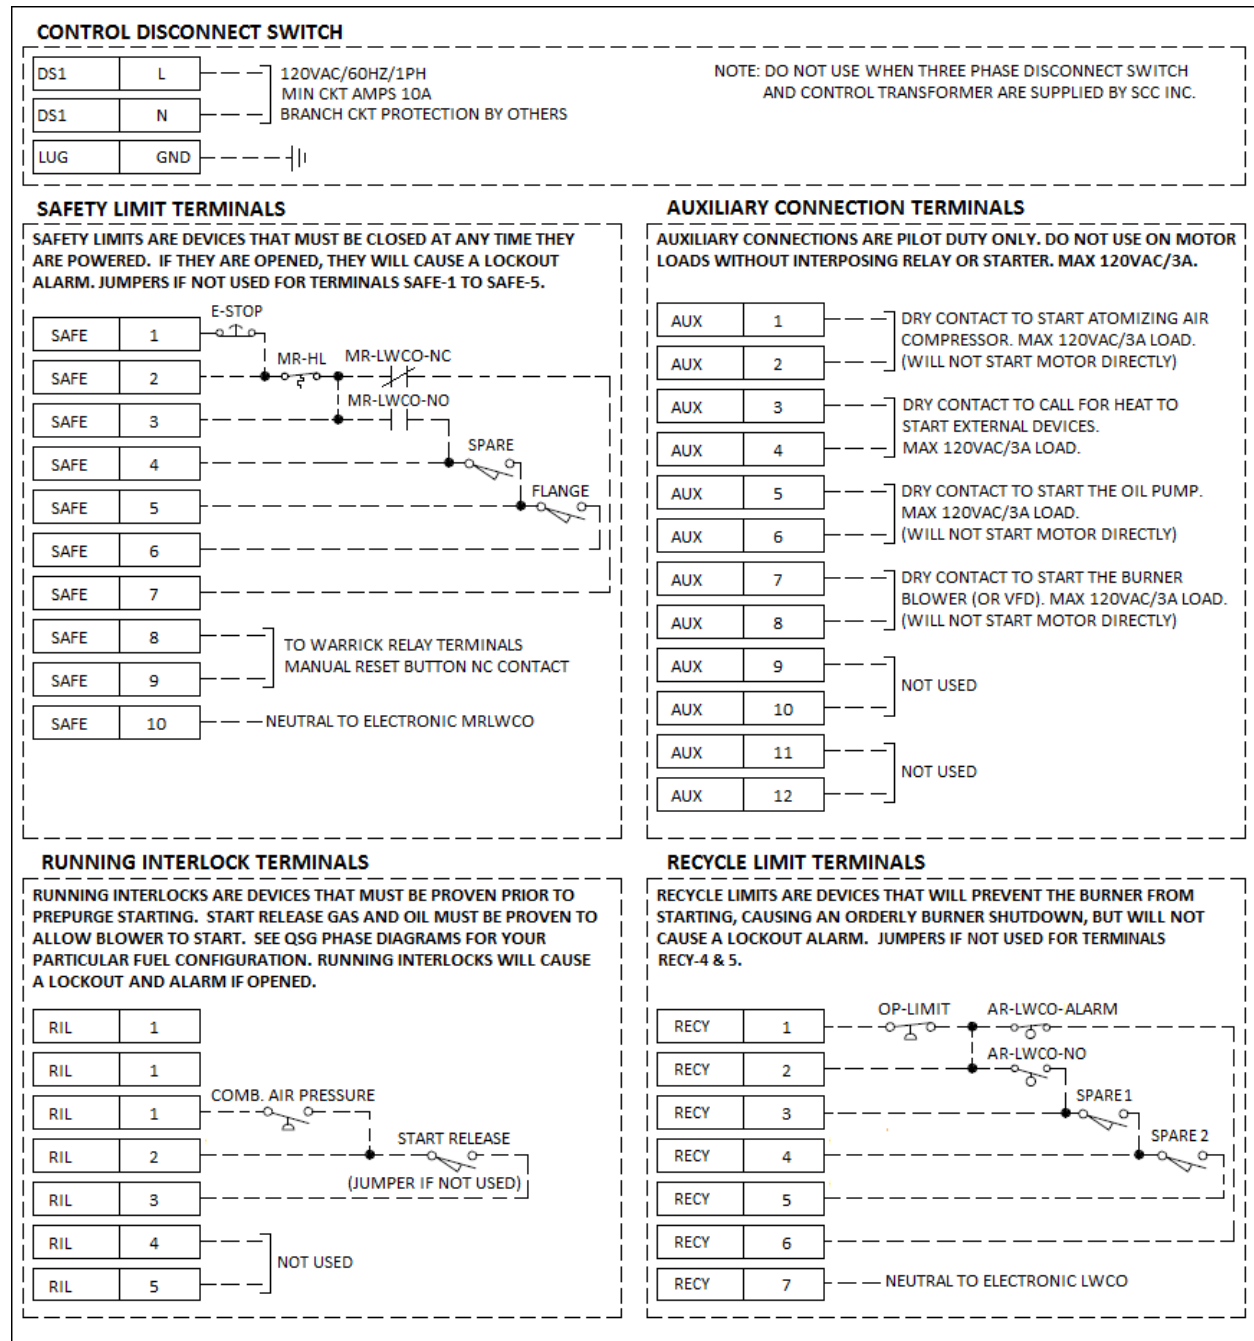 CONTROL DISCONNECT SWITCH
DS1 L
120VAC/60HZ/1PH
MIN CKT AMPS 10A
DS1 N
BRANCH CKT PROTECTION BY OTHERS
LUG GND
NOTE: DO NOT USE WHEN THREE PHASE DISCONNECT SWITCH
AND CONTROL TRANSFORMER ARE SUPPLIED BY SCC INC.
SAFETY LIMIT TERMINALS
SAFETY LIMITS ARE DEVICES THAT MUST BE CLOSED AT ANY TIME THEY
ARE POWERED. IF THEY ARE OPENED, THEY WILL CAUSE A LOCKOUT
ALARM. JUMPERS IF NOT USED FOR TERMINALS SAFE-1 TO SAFE-5.
E-STOP
SAFE 1
MR-HL MR-LWCO-NC
SAFE 2
MR-LWCO-NO
SAFE 3
SPARE
SAFE 4
FLANGE
SAFE 5
SAFE 6
SAFE 7
SAFE 8
TO WARRICK RELAY TERMINALS
MANUAL RESET BUTTON NC CONTACT
SAFE 9
SAFE 10 NEUTRAL TO ELECTRONIC MRLWCO
AUXILIARY CONNECTION TERMINALS
AUXILIARY CONNECTIONS ARE PILOT DUTY ONLY. DO NOT USE ON MOTOR
LOADS WITHOUT INTERPOSING RELAY OR STARTER. MAX 120VAC/3A.
AUX 1
DRY CONTACT TO START ATOMIZING AIR
COMPRESSOR. MAX 120VAC/3A LOAD.
AUX 2
(WILL NOT START MOTOR DIRECTLY)
AUX 3
DRY CONTACT TO CALL FOR HEAT TO
START EXTERNAL DEVICES.
AUX 4
MAX 120VAC/3A LOAD.
AUX 5
DRY CONTACT TO START THE OIL PUMP.
MAX 120VAC/3A LOAD.
AUX 6
(WILL NOT START MOTOR DIRECTLY)
AUX 7
DRY CONTACT TO START THE BURNER
BLOWER (OR VFD). MAX 120VAC/3A LOAD.
AUX 8
(WILL NOT START MOTOR DIRECTLY)
AUX 9
NOT USED
AUX 10
AUX 11
NOT USED
AUX 12
RUNNING INTERLOCK TERMINALS
RUNNING INTERLOCKS ARE DEVICES THAT MUST BE PROVEN PRIOR TO
PREPURGE STARTING. START RELEASE GAS AND OIL MUST BE PROVEN TO
ALLOW BLOWER TO START. SEE QSG PHASE DIAGRAMS FOR YOUR
PARTICULAR FUEL CONFIGURATION. RUNNING INTERLOCKS WILL CAUSE
A LOCKOUT AND ALARM IF OPENED.
RIL 1
RIL 1
COMB. AIR PRESSURE
RIL 1
START RELEASE
RIL 2
(JUMPER IF NOT USED)
RIL 3
RIL 4
NOT USED
RIL 5
RECYCLE LIMIT TERMINALS
RECYCLE LIMITS ARE DEVICES THAT WILL PREVENT THE BURNER FROM
STARTING, CAUSING AN ORDERLY BURNER SHUTDOWN, BUT WILL NOT
CAUSE A LOCKOUT ALARM. JUMPERS IF NOT USED FOR TERMINALS
RECY-4 & 5.
OP-LIMIT AR-LWCO-ALARM
RECY 1
AR-LWCO-NO
RECY 2
SPARE1
RECY 3
SPARE 2
RECY 4
RECY 5
RECY 6
RECY 7 NEUTRAL TO ELECTRONIC LWCO